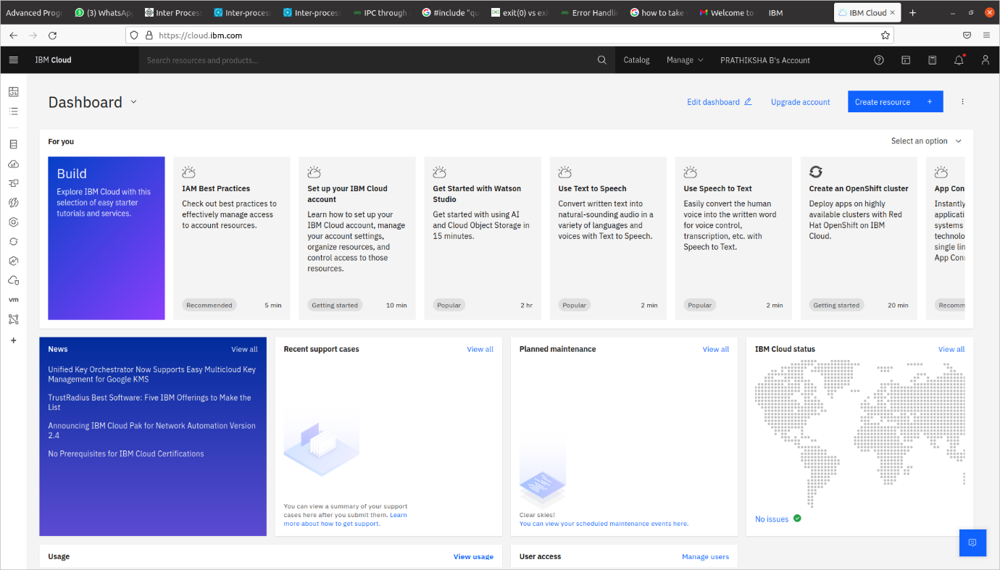 Advanced Prog
(3) WhatsAp
Inter Process
Inter-process
Inter-process
IPC through
#include "qu
exit(0) vs exi
Error Handlin
how to take
Welcome to
IBM
IBM Cloud
https://cloud.ibm.com
IBM Cloud
Search resources and products...
Catalog
Manage
PRATHIKSHA B's Account
Dashboard
Edit dashboard
Upgrade account
Create resource +
For you
Select an option
Build
Explore IBM Cloud with this
selection of easy starter
tutorials and services.
IAM Best Practices
Check out best practices to
effectively manage access
to account resources.
Recommended
5 min
Set up your IBM Cloud
account
Learn how to set up your
IBM Cloud account, manage
your account settings,
organize resources, and
control access to those
resources.
Getting started
10 min
Get Started with Watson
Studio
Get started with using AI
and Cloud Object Storage in
15 minutes.
Popular
2 hr
Use Text to Speech
Convert written text into
natural-sounding audio in a
variety of languages and
voices with Text to Speech.
Popular
2 min
Use Speech to Text
Easily convert the human
voice into the written word
for voice control,
transcription, etc. with
Speech to Text.
Popular
2 min
Create an OpenShift cluster
Deploy apps on highly
available clusters with Red
Hat OpenShift on IBM
Cloud.
Getting started
20 min
App Con
Instantly
applicati
systems
technolo
single lin
App Conn
Recomm
vm
News
View all
Unified Key Orchestrator Now Supports Easy Multicloud Key
Management for Google KMS
TrustRadius Best Software: Five IBM Offerings to Make the
List
Announcing IBM Cloud Pak for Network Automation Version
2.4
No Prerequisites for IBM Cloud Certifications
Recent support cases
View all
You can view a summary of your support
cases here after you submit them. Learn
more about how to get support.
Planned maintenance
View all
Clear skies!
You can view your scheduled maintenance events here.
IBM Cloud status
View all
No issues
Usage
View usage
User access
Manage users